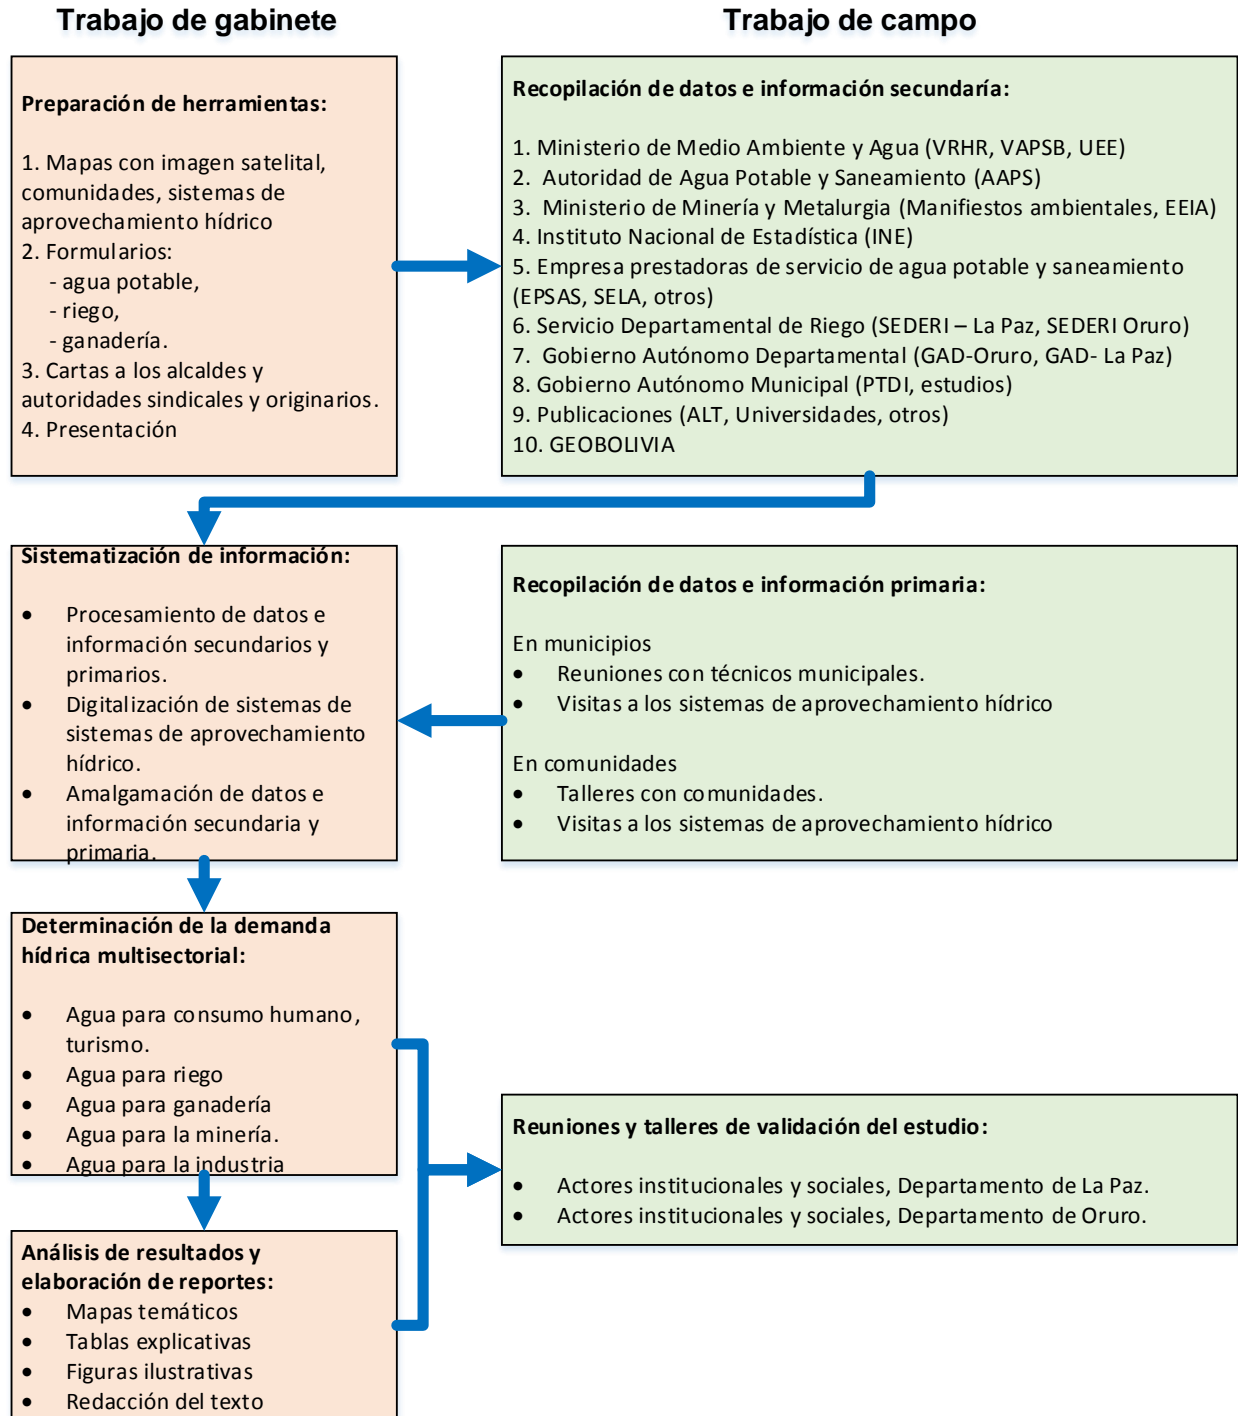 Trabajo de gabinete
Trabajo de campo
Preparación de herramientas:
1. Mapas con imagen satelital,
comunidades, sistemas de
aprovechamiento hídrico
2. Formularios:
- agua potable,
- riego,
- ganadería.
3. Cartas a los alcaldes y
autoridades sindicales y originarios.
4. Presentación
Recopilación de datos e información secundaría:
1. Ministerio de Medio Ambiente y Agua (VRHR, VAPSB, UEE)
2. Autoridad de Agua Potable y Saneamiento (AAPS)
3. Ministerio de Minería y Metalurgia (Manifiestos ambientales, EEIA)
4. Instituto Nacional de Estadística (INE)
5. Empresa prestadoras de servicio de agua potable y saneamiento
(EPSAS, SELA, otros)
6. Servicio Departamental de Riego (SEDERI – La Paz, SEDERI Oruro)
7. Gobierno Autónomo Departamental (GAD-Oruro, GAD- La Paz)
8. Gobierno Autónomo Municipal (PTDI, estudios)
9. Publicaciones (ALT, Universidades, otros)
10. GEOBOLIVIA
Sistematización de información:
• Procesamiento de datos e
información secundarios y
primarios.
• Digitalización de sistemas de
sistemas de aprovechamiento
hídrico.
• Amalgamación de datos e
información secundaria y
primaria.
Recopilación de datos e información primaria:
En municipios
• Reuniones con técnicos municipales.
• Visitas a los sistemas de aprovechamiento hídrico
En comunidades
• Talleres con comunidades.
• Visitas a los sistemas de aprovechamiento hídrico
Determinación de la demanda
hídrica multisectorial:
• Agua para consumo humano,
turismo.
• Agua para riego
• Agua para ganadería
• Agua para la minería.
• Agua para la industria
Reuniones y talleres de validación del estudio:
• Actores institucionales y sociales, Departamento de La Paz.
• Actores institucionales y sociales, Departamento de Oruro.
Análisis de resultados y
elaboración de reportes:
• Mapas temáticos
• Tablas explicativas
• Figuras ilustrativas
• Redacción del texto